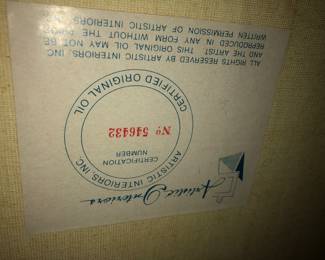 Artistic Interiors
ARTISTIC INTERIORS, INC.
CERTIFICATION
NUMBER
Nº 546432
CERTIFIED ORIGINAL OIL
ALL RIGHTS RESERVED BY ARTISTIC INTERIORS, INC.
AND THE ARTIST. THIS ORIGINAL OIL MAY NOT BE
REPRODUCED IN ANY FORM WITHOUT THE PRIOR
WRITTEN PERMISSION OF ARTISTIC INTERIORS.